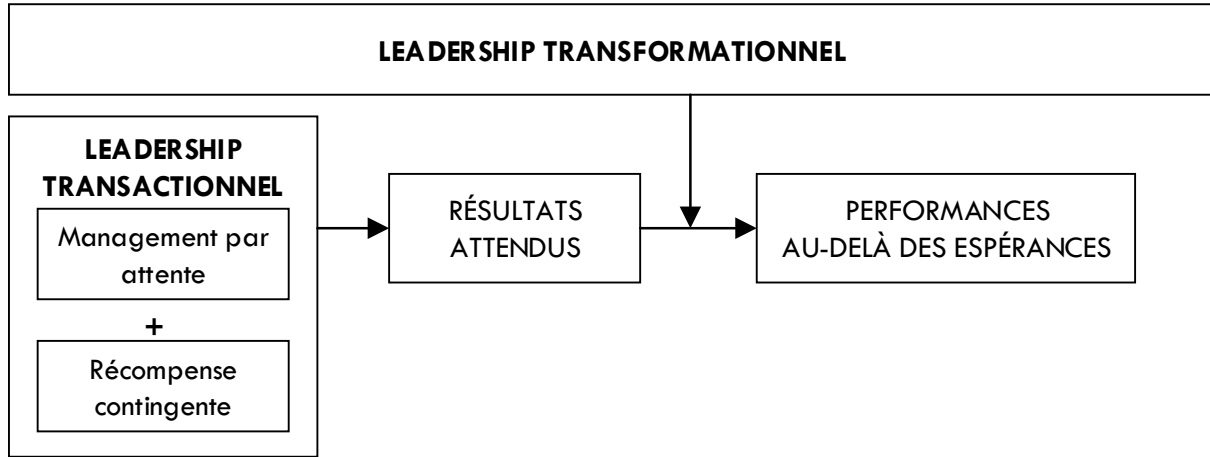 LEADERSHIP TRANSFORMATIONNEL
LEADERSHIP
TRANSACTIONNEL
Management par
attente
+
Récompense
contingente
RÉSULTATS
ATTENDUS
PERFORMANCES
AU-DELÀ DES ESPÉRANCES